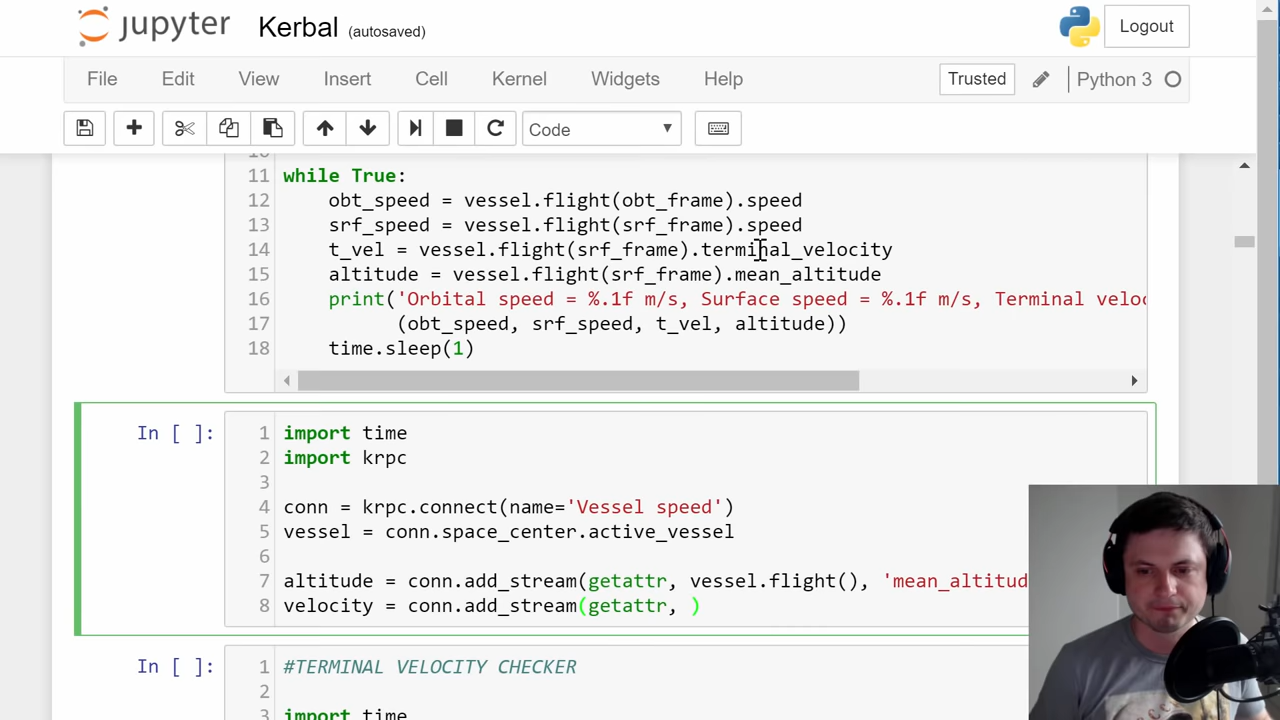 jupyter Kerbal (autosaved)
Logout
File Edit View Insert Cell Kernel Widgets Help
Trusted
Python 3
Code
11 while True:
12 obt_speed = vessel.flight(obt_frame).speed
13 srf_speed = vessel.flight(srf_frame).speed
14 t_vel = vessel.flight(srf_frame).terminal_velocity
15 altitude = vessel.flight(srf_frame).mean_altitude
16 print('Orbital speed = %.1f m/s, Surface speed = %.1f m/s, Terminal veloc
17 (obt_speed, srf_speed, t_vel, altitude))
18 time.sleep(1)
In [ ]:
1 import time
2 import krpc
3
4 conn = krpc.connect(name='Vessel speed')
5 vessel = conn.space_center.active_vessel
6
7 altitude = conn.add_stream(getattr, vessel.flight(), 'mean_altitud
8 velocity = conn.add_stream(getattr, )
In [ ]:
1 #TERMINAL VELOCITY CHECKER
2
3 import time